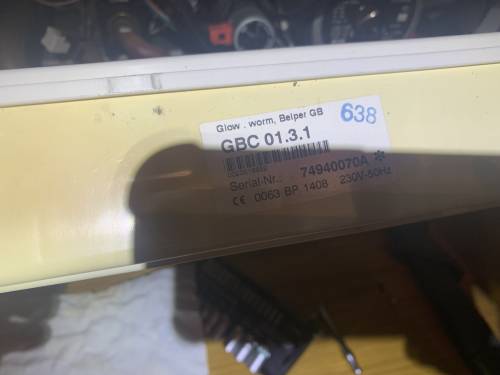 Glow . worm, Belper GB
638
GBC 01.3.1
Serial-Nr.: 74940070A *
CE 0063 BP 1408 230V-50Hz